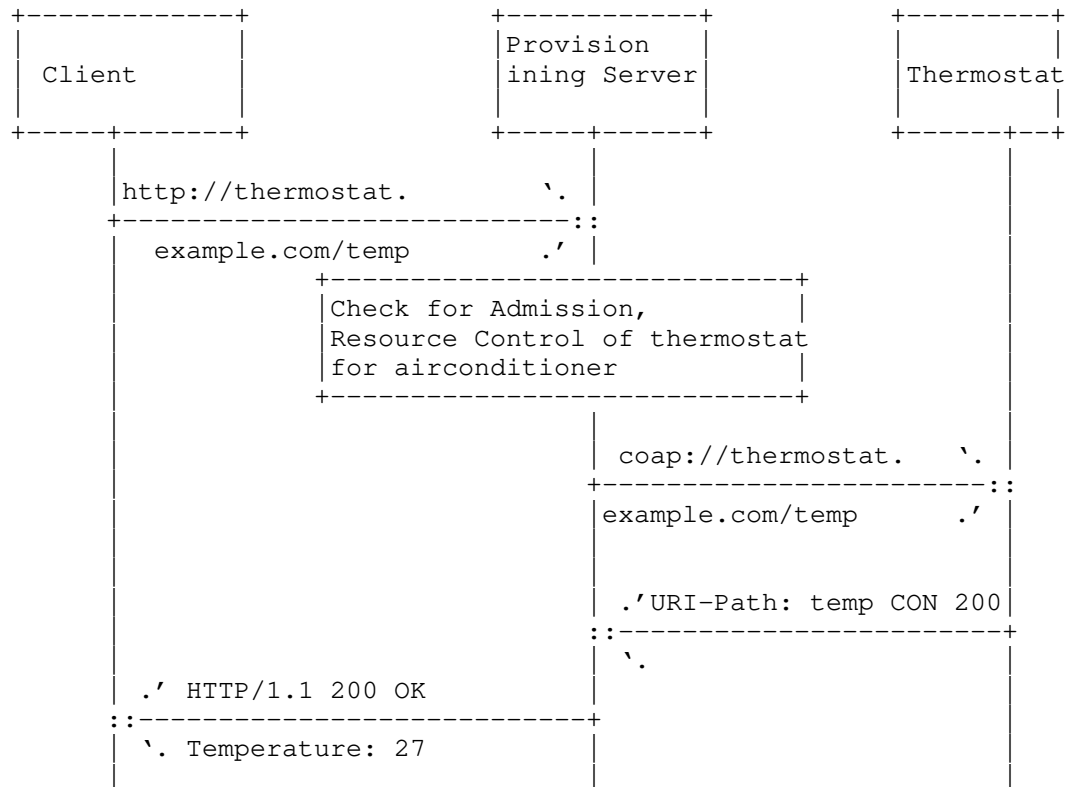 Provision
Client ining Server Thermostat
http://thermostat.
example.com/temp
Check for Admission,
Resource Control of thermostat
for airconditioner
coap://thermostat.
example.com/temp
URI-Path: temp CON 200
HTTP/1.1 200 OK
Temperature: 27